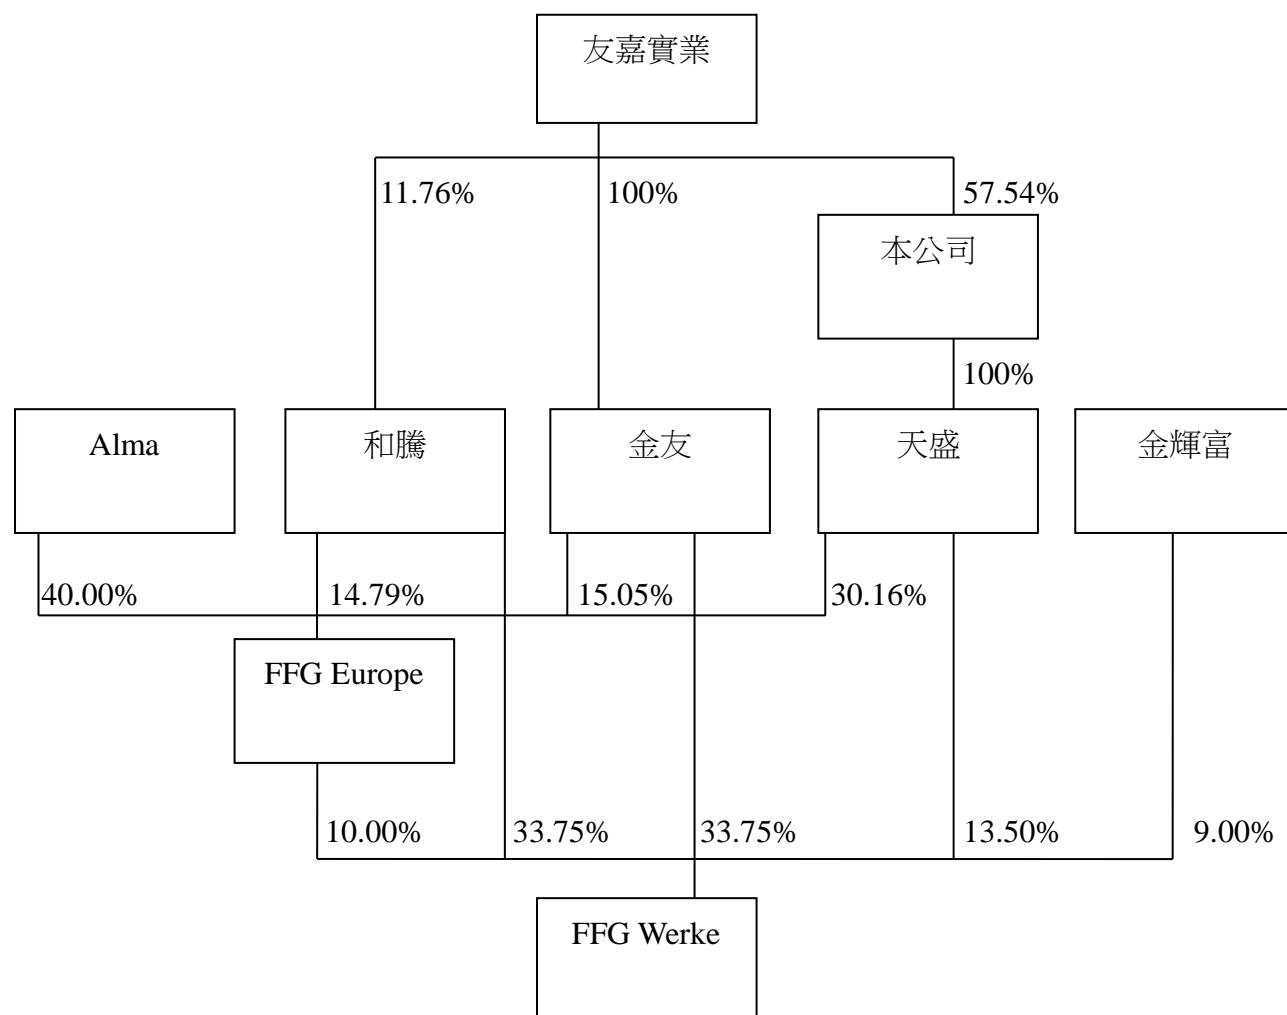 友嘉實業
11.76%
100%
57.54%
本公司
100%
Alma
和騰
金友
天盛
金輝富
40.00%
14.79%
15.05%
30.16%
FFG Europe
10.00%
33.75%
33.75%
13.50%
9.00%
FFG Werke